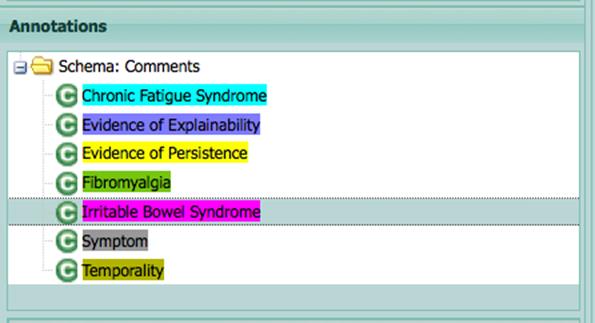 Annotations
Schema: Comments
C Chronic Fatigue Syndrome
C Evidence of Explainability
C Evidence of Persistence
C Fibromyalgia
C Irritable Bowel Syndrome
C Symptom
C Temporality